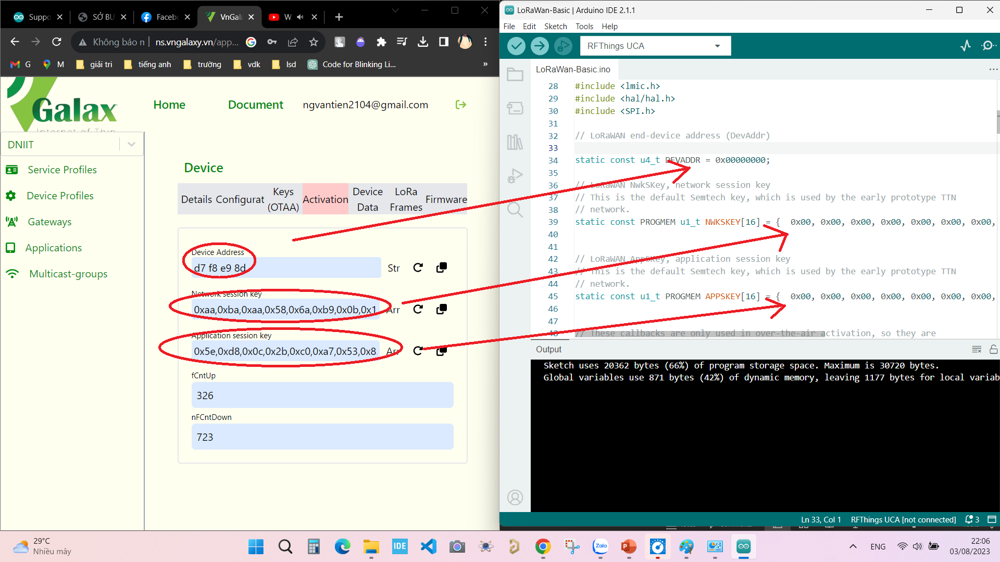 Suppo
SỞ BƯ
Faceb
VnGala
W
Không bảo n
ns.vngalaxy.vn/app...
G
M
giải tri
tiếng anh
trường
vdk
lsd
Code for Blinking Li...
»
Galax
Home
Document
ngvantien2104@gmail.com
DNIIT
Service Profiles
Device Profiles
Gateways
Applications
Multicast-groups
Device
Details
Configurat
Keys (OTAA)
Activation
Device Data
LoRa Frames
Firmware
Device Address
d7 f8 e9 8d
Str
Network session key
0xaa,0xba,0xaa,0x58,0x6a,0xb9,0x0b,0x1
Arr
Application session key
0x5e,0xd8,0x0c,0x2b,0xc0,0xa7,0x53,0x8
Arr
fCntUp
326
nFCntDown
723
LoRaWan-Basic | Arduino IDE 2.1.1
File Edit Sketch Tools Help
RFThings UCA
LoRaWan-Basic.ino
28 #include <lmic.h>
29 #include <hal/hal.h>
30 #include <SPI.h>
31
32 // LoRaWAN end-device address (DevAddr)
33
34 static const u4_t DEVADDR = 0x00000000;
35
36 // LoRaWAN NwkSKey, network session key
37 // This is the default Semtech key, which is used by the early prototype TTN
38 // network.
39 static const PROGMEM u1_t NWKSKEY[16] = { 0x00, 0x00, 0x00, 0x00, 0x00, 0x00, 0x00,
40
41
42 // LoRaWAN AppSKey, application session key
43 // This is the default Semtech key, which is used by the early prototype TTN
44 // network.
45 static const u1_t PROGMEM APPSKEY[16] = { 0x00, 0x00, 0x00, 0x00, 0x00, 0x00, 0x00,
46
47
48 // These callbacks are only used in over-the-air activation, so they are
Output
Sketch uses 20362 bytes (66%) of program storage space. Maximum is 30720 bytes.
Global variables use 871 bytes (42%) of dynamic memory, leaving 1177 bytes for local variab
Ln 33, Col 1 RFThings UCA [not connected] 3
29°C
Nhiều mây
IDE
Zalo
ENG
22:06
03/08/2023